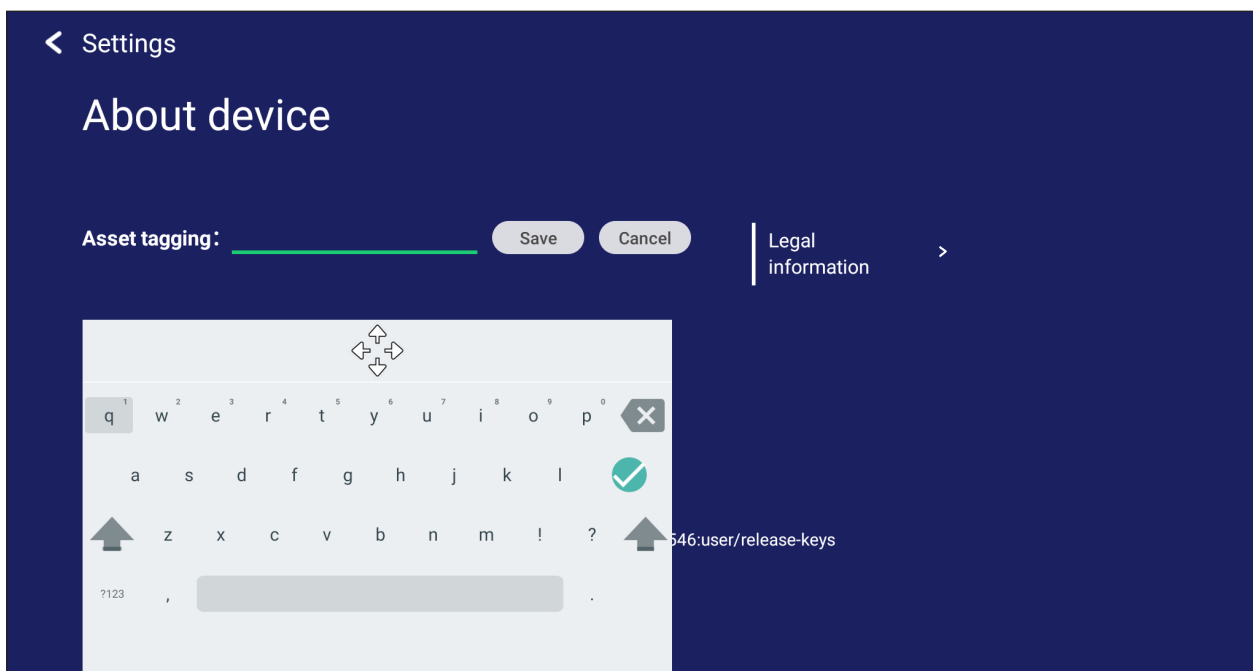 Settings
About device
Asset tagging:
Save
Cancel
Legal
information
q 1 w 2 e 3 r 4 t 5 y 6 u 7 i 8 o 9 p 0
a s d f g h j k l
z x c v b n m ! ?
546:user/release-keys
?123 , .